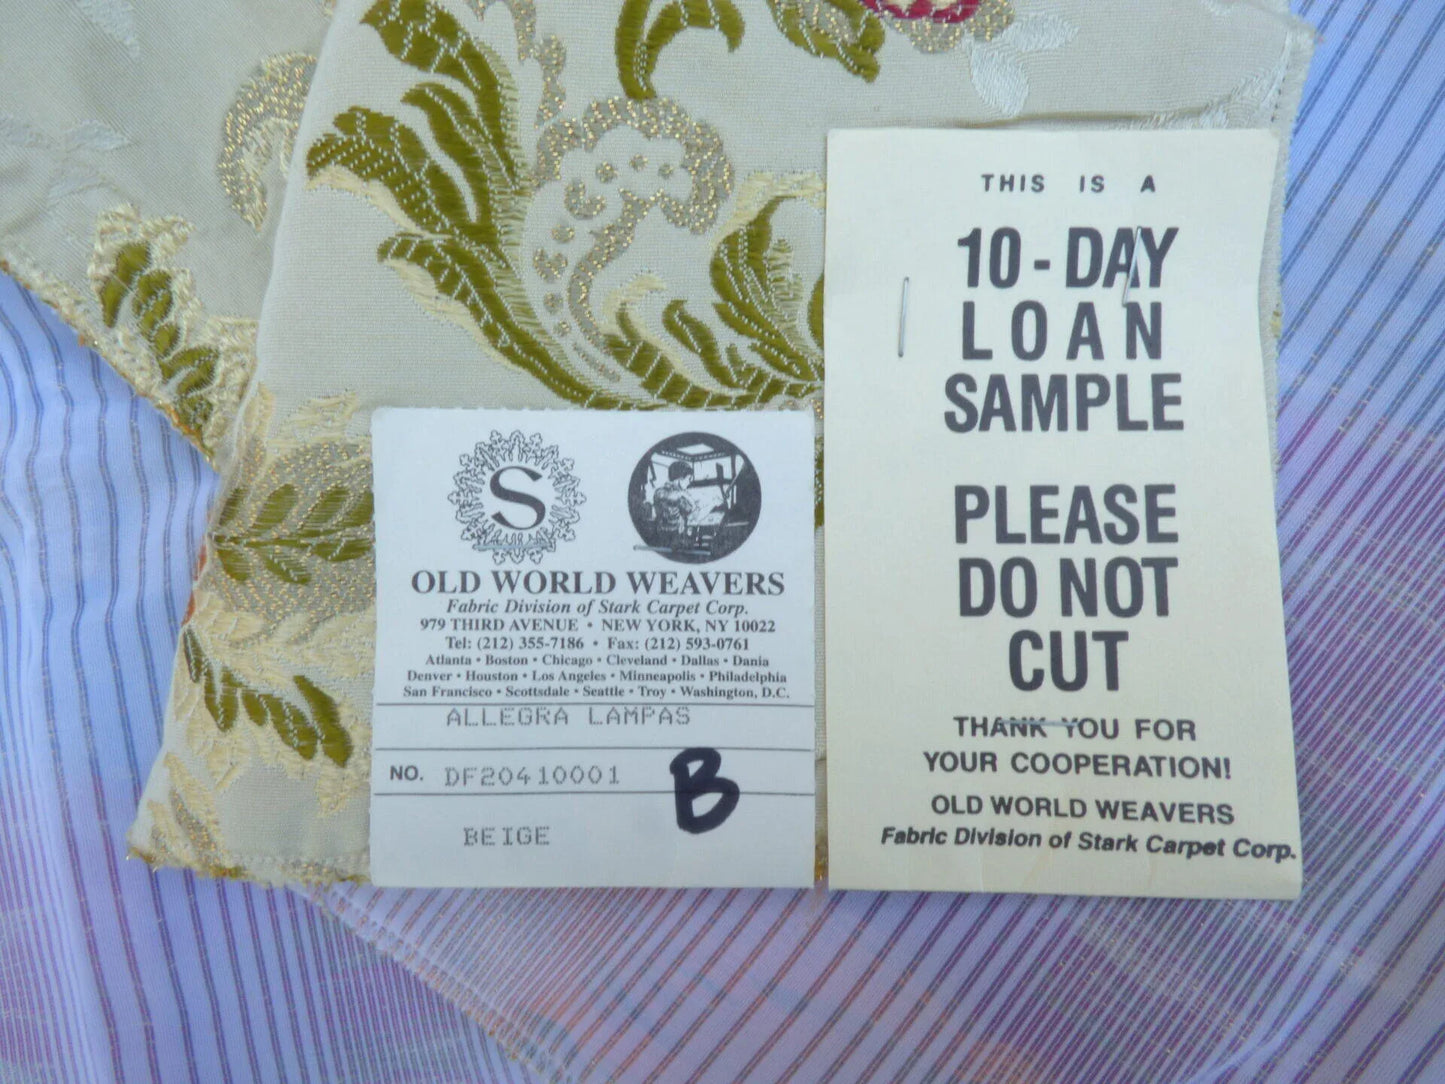 S
OLD WORLD WEAVERS
Fabric Division of Stark Carpet Corp.
979 THIRD AVENUE • NEW YORK, NY 10022
Tel: (212) 355-7186 • Fax: (212) 593-0761
Atlanta • Boston • Chicago • Cleveland • Dallas • Dania
Denver • Houston • Los Angeles • Minneapolis • Philadelphia
San Francisco • Scottsdale • Seattle • Troy • Washington, D.C.
ALLEGRA LAMPAS
NO. DF20410001
B
BEIGE
THIS IS A
10-DAY
LOAN
SAMPLE
PLEASE
DO NOT
CUT
THANK YOU FOR
YOUR COOPERATION!
OLD WORLD WEAVERS
Fabric Division of Stark Carpet Corp.